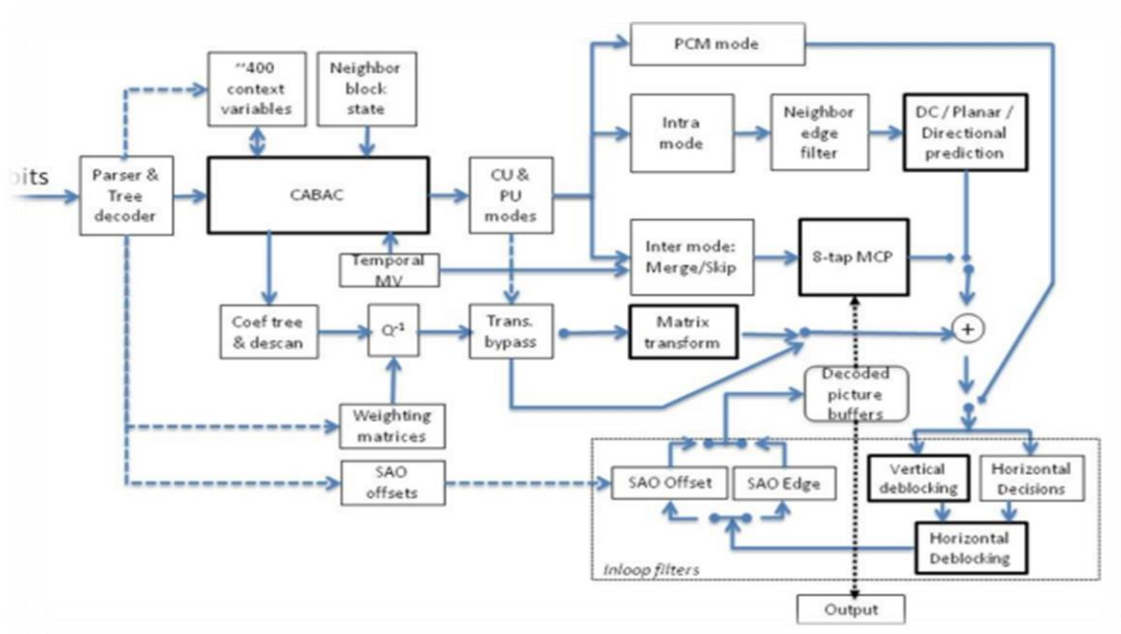 PCM mode
~400
context
variables
Neighbor
block
state
Intra
mode
Neighbor
edge
filter
DC / Planar /
Directional
prediction
bits
Parser &
Tree
decoder
CABAC
CU &
PU
modes
Temporal
MV
Inter mode:
Merge/Skip
8-tap MCP
Coef tree
& descan
Q-1
Trans.
bypass
Matrix
transform
+
Decoded
picture
buffers
Weighting
matrices
SAO
offsets
SAO Offset
SAO Edge
Vertical
deblocking
Horizontal
Decisions
Horizontal
Deblocking
Inloop filters
Output